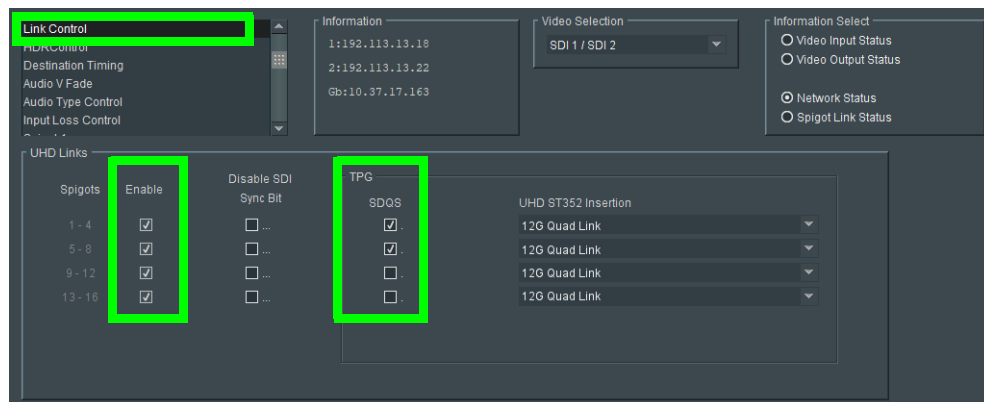 Link Control
HDRControl
Destination Timing
Audio V Fade
Audio Type Control
Input Loss Control
Information
1:192.113.13.18
2:192.113.13.22
Gb:10.37.17.163
Video Selection
SDI 1 / SDI 2
Information Select
Video Input Status
Video Output Status
Network Status
Spigot Link Status
UHD Links
Spigots
Enable
Disable SDI
Sync Bit
TPG
SDQS
UHD ST352 Insertion
1 - 4
...
.
12G Quad Link
5 - 8
...
.
12G Quad Link
9 - 12
...
.
12G Quad Link
13 - 16
...
.
12G Quad Link